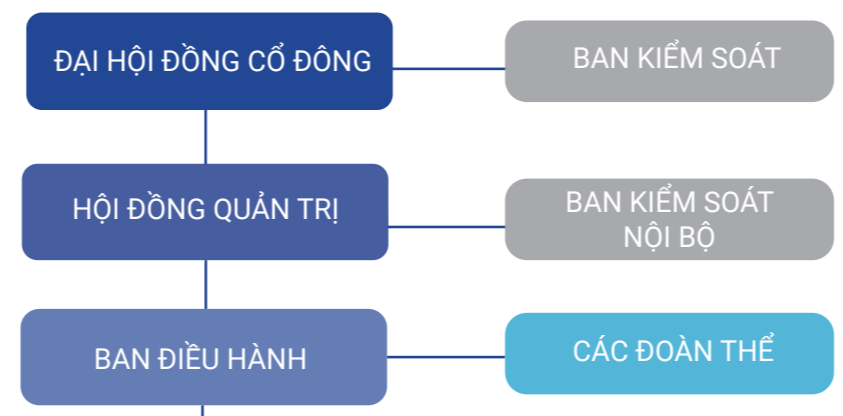 ĐẠI HỘI ĐỒNG CỔ ĐÔNG
BAN KIỂM SOÁT
HỘI ĐỒNG QUẢN TRỊ
BAN KIỂM SOÁT
NỘI BỘ
BAN ĐIỀU HÀNH
CÁC ĐOÀN THỂ